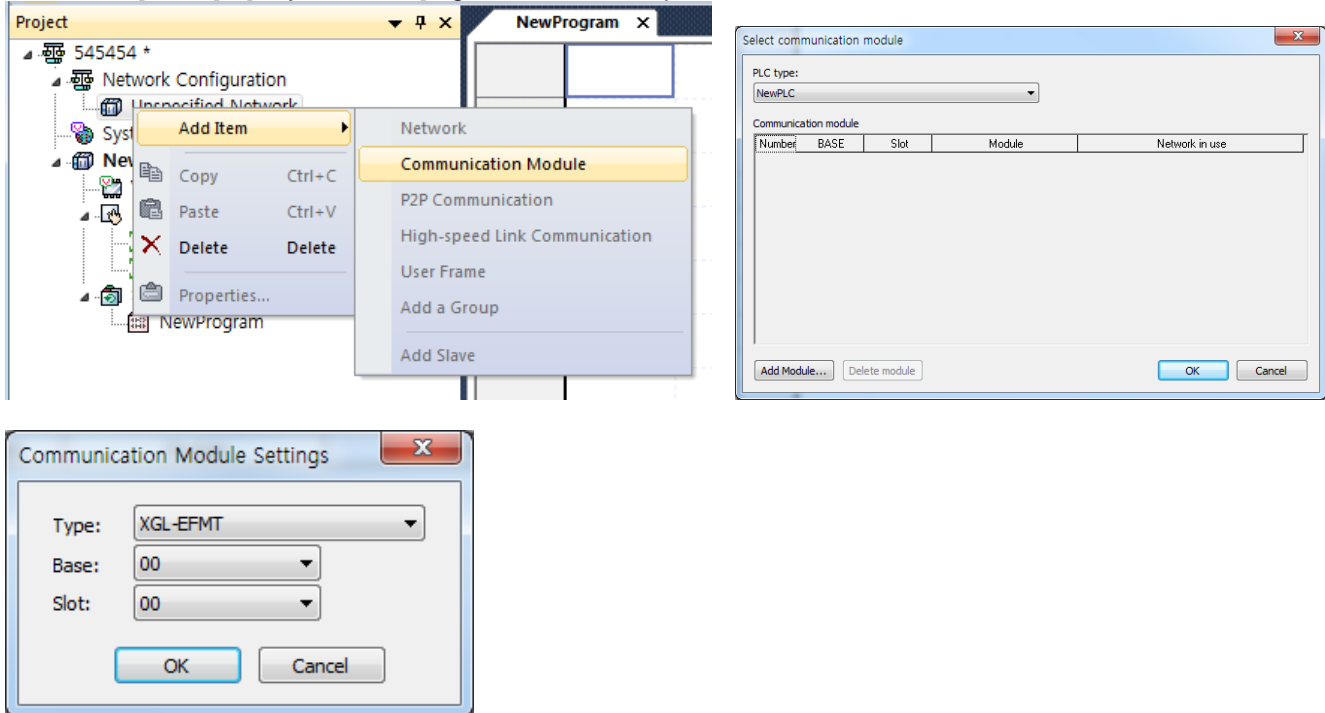 Project
NewProgram
545454 *
Network Configuration
Unspecified Network
Syst
New
NewProgram
Add Item
Copy Ctrl+C
Paste Ctrl+V
Delete Delete
Properties...
Network
Communication Module
P2P Communication
High-speed Link Communication
User Frame
Add a Group
Add Slave
Select communication module
PLC type:
NewPLC
Communication module
Number BASE Slot Module Network in use
Add Module... Delete module OK Cancel
Communication Module Settings
Type: XGL-EFMT
Base: 00
Slot: 00
OK Cancel